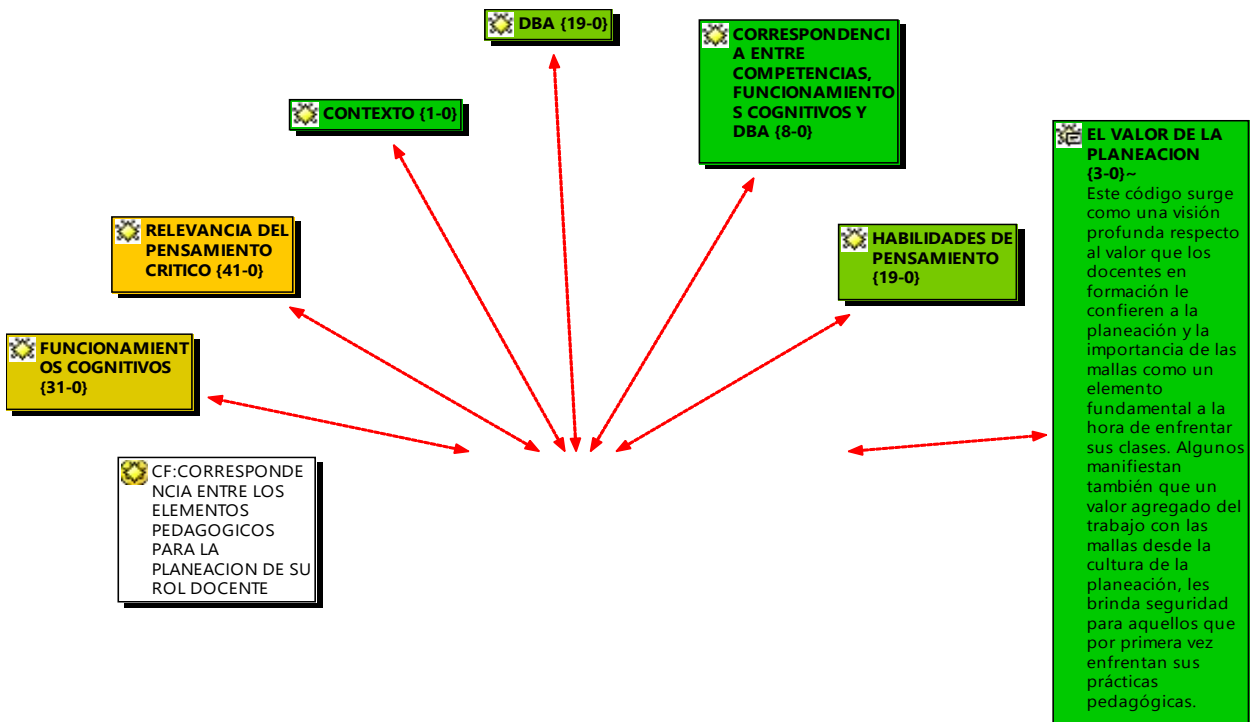 DBA {19-0}
CORRESPONDENCI
A ENTRE
COMPETENCIAS,
FUNCIONAMIENTO
S COGNITIVOS Y
DBA {8-0}
CONTEXTO {1-0}
EL VALOR DE LA
PLANEACION
{3-0}~
Este código surge
como una visión
profunda respecto
al valor que los
docentes en
formación le
confieren a la
planeación y la
importancia de las
mallas como un
elemento
fundamental a la
hora de enfrentar
sus clases. Algunos
manifiestan
también que un
valor agregado del
trabajo con las
mallas desde la
cultura de la
planeación, les
brinda seguridad
para aquellos que
por primera vez
enfrentan sus
prácticas
pedagógicas.
RELEVANCIA DEL
PENSAMIENTO
CRITICO {41-0}
HABILIDADES DE
PENSAMIENTO
{19-0}
FUNCIONAMIENT
OS COGNITIVOS
{31-0}
CF:CORRESPONDE
NCIA ENTRE LOS
ELEMENTOS
PEDAGOGICOS
PARA LA
PLANEACION DE SU
ROL DOCENTE